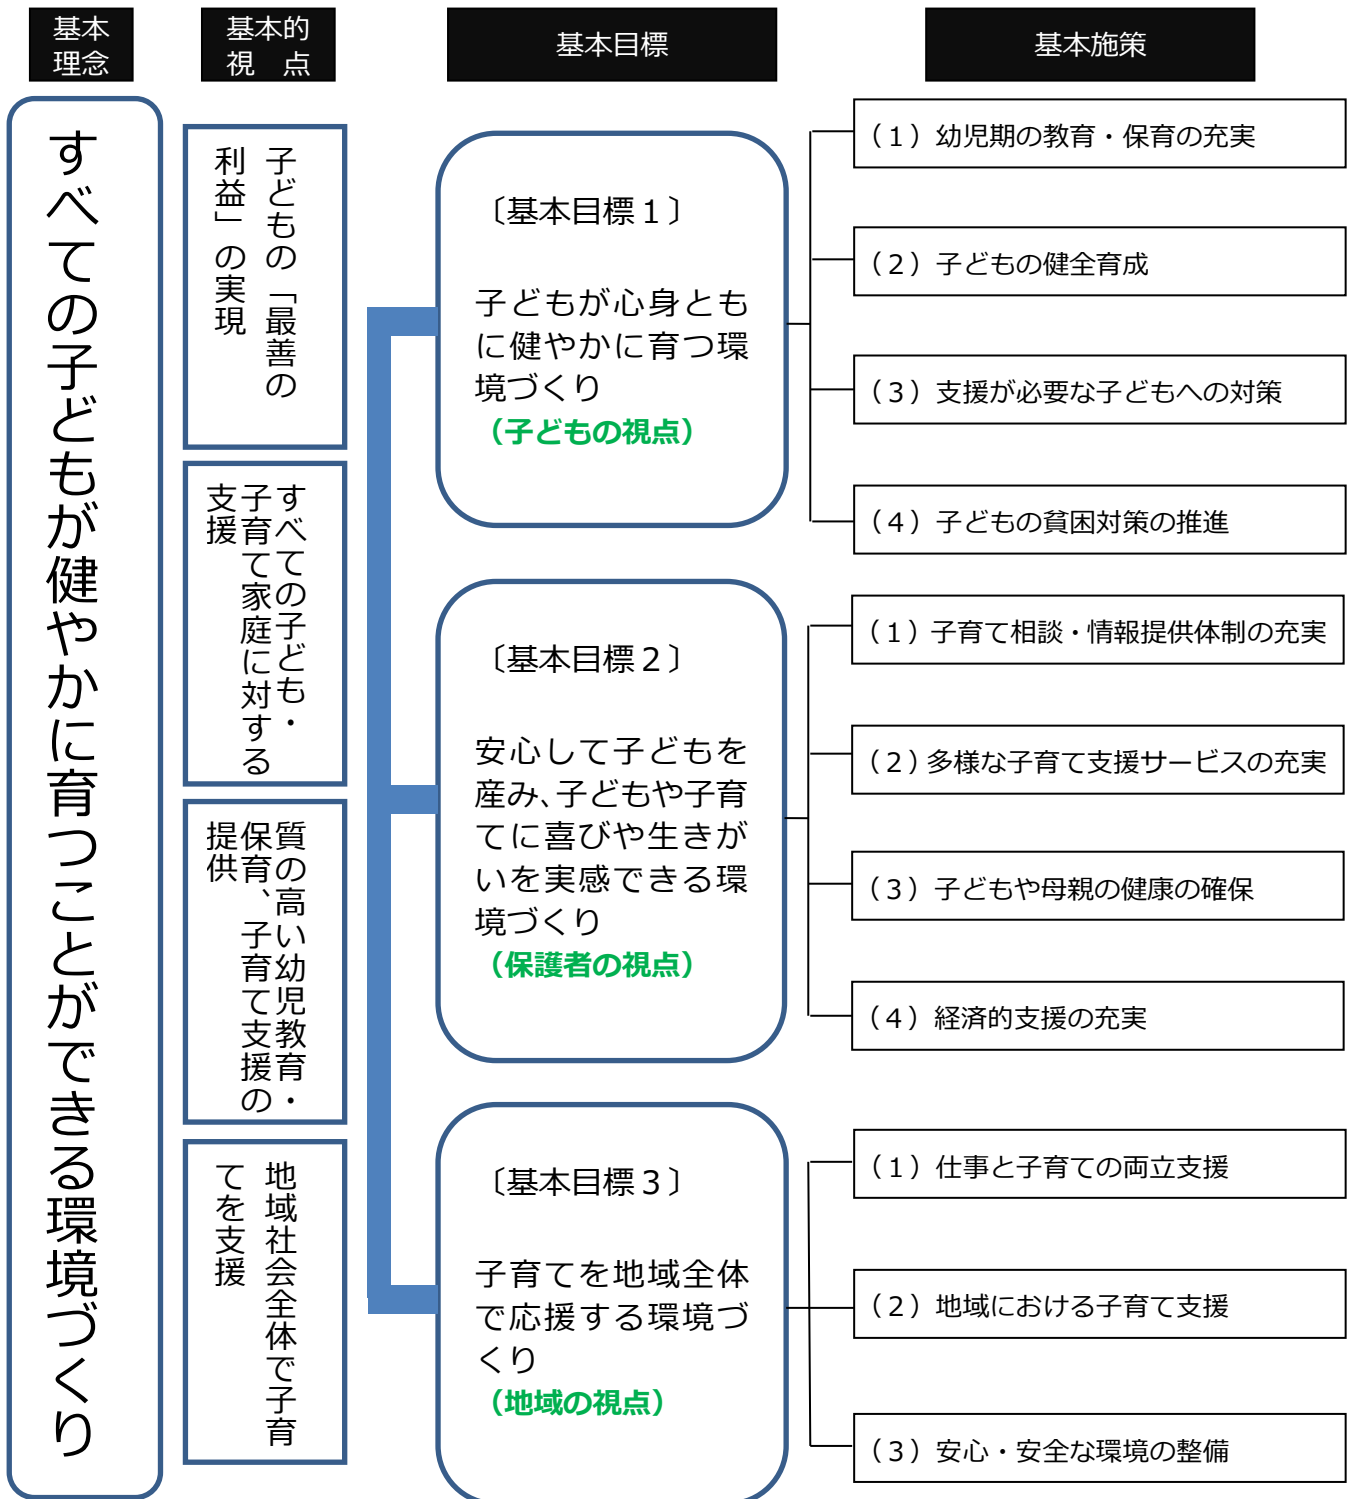 基本
理念
基本的
視　点
基本目標
基本施策
すべての子どもが健やかに育つことができる環境づくり
子どもの「最善の
利益」の実現
すべての子ども・
子育て家庭に対する
支援
質の高い幼児教育・
保育、子育て支援の
提供
地域社会全体で子育
てを支援
〔基本目標１〕
子どもが心身とも
に健やかに育つ環
境づくり
（子どもの視点）
（１）幼児期の教育・保育の充実
（２）子どもの健全育成
（３）支援が必要な子どもへの対策
（４）子どもの貧困対策の推進
〔基本目標２〕
安心して子どもを
産み、子どもや子育
てに喜びや生きが
いを実感できる環
境づくり
（保護者の視点）
（１）子育て相談・情報提供体制の充実
（２）多様な子育て支援サービスの充実
（３）子どもや母親の健康の確保
（４）経済的支援の充実
〔基本目標３〕
子育てを地域全体
で応援する環境づ
くり
（地域の視点）
（１）仕事と子育ての両立支援
（２）地域における子育て支援
（３）安心・安全な環境の整備